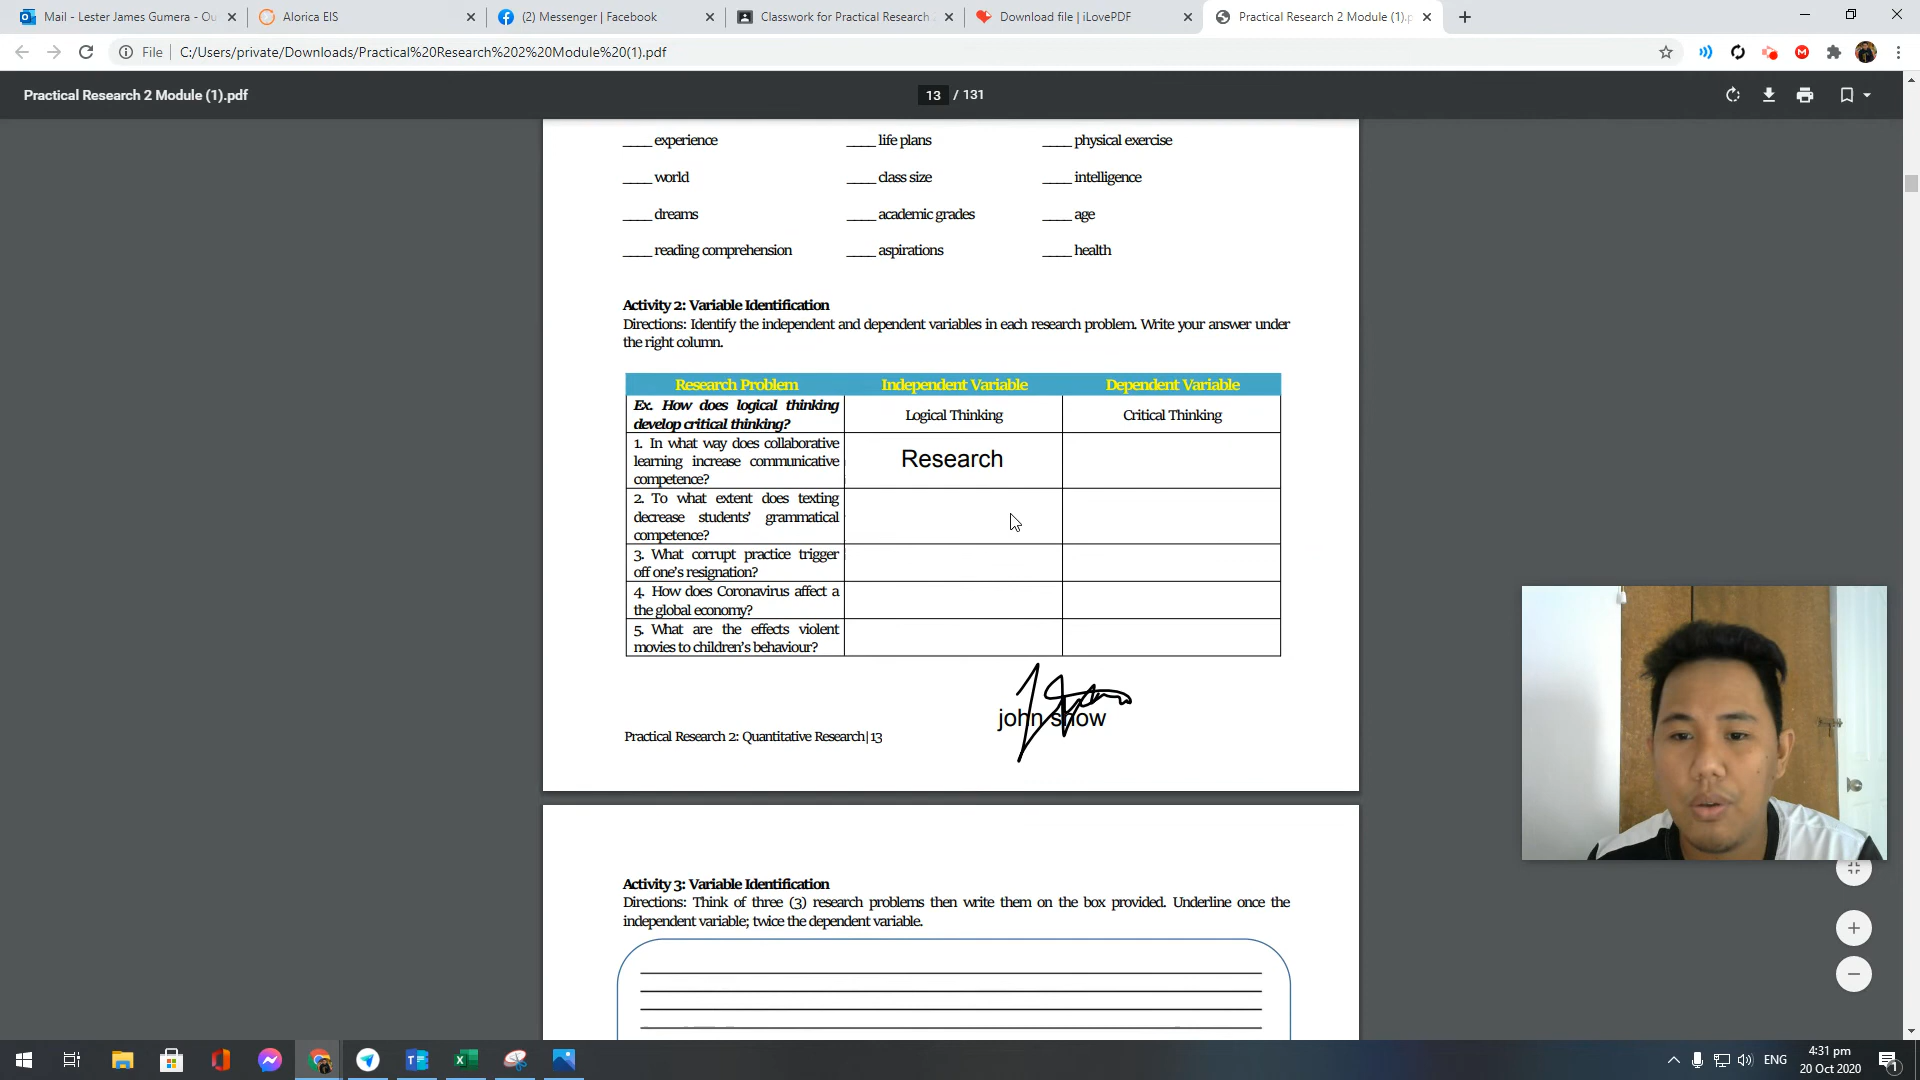 Mail - Lester James Gumera - Ou
Alorica EIS
(2) Messenger | Facebook
Classwork for Practical Research
Download file | iLovePDF
Practical Research 2 Module (1).p
File
C:/Users/private/Downloads/Practical%20Research%202%20Module%20(1).pdf
Practical Research 2 Module (1).pdf
13 / 131
____ experience ____ life plans ____ physical exercise
____ world ____ class size ____ intelligence
____ dreams ____ academic grades ____ age
____ reading comprehension ____ aspirations ____ health
Activity 2: Variable Identification
Directions: Identify the independent and dependent variables in each research problem. Write your answer under
the right column.
Research Problem Independent Variable Dependent Variable
Ex. How does logical thinking
develop critical thinking?
Logical Thinking
Critical Thinking
1. In what way does collaborative
learning increase communicative
competence?
Research
2. To what extent does texting
decrease students' grammatical
competence?
3. What corrupt practice trigger
off one's resignation?
4. How does Coronavirus affect a
the global economy?
5. What are the effects violent
movies to children's behaviour?
john snow
Practical Research 2: Quantitative Research|13
Activity 3: Variable Identification
Directions: Think of three (3) research problems then write them on the box provided. Underline once the
independent variable; twice the dependent variable.
ENG
4:31 pm
20 Oct 2020
1